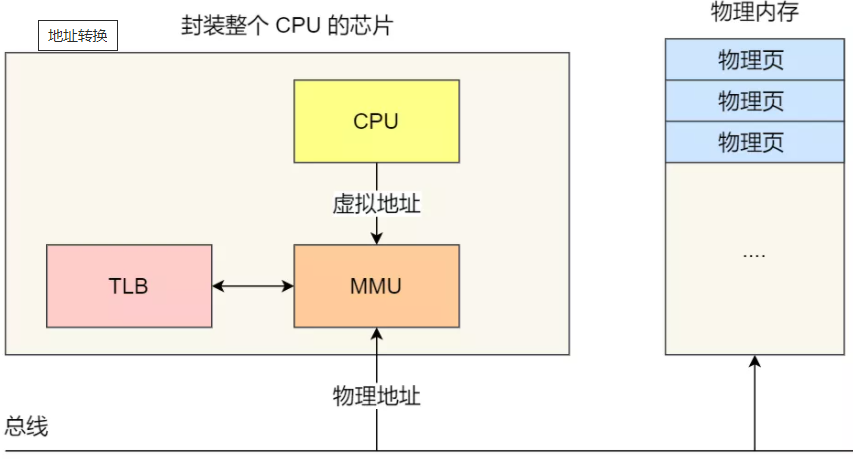 封装整个 CPU 的芯片
物理内存
地址转换
CPU
物理页
物理页
物理页
虚拟地址
....
TLB
MMU
物理地址
总线